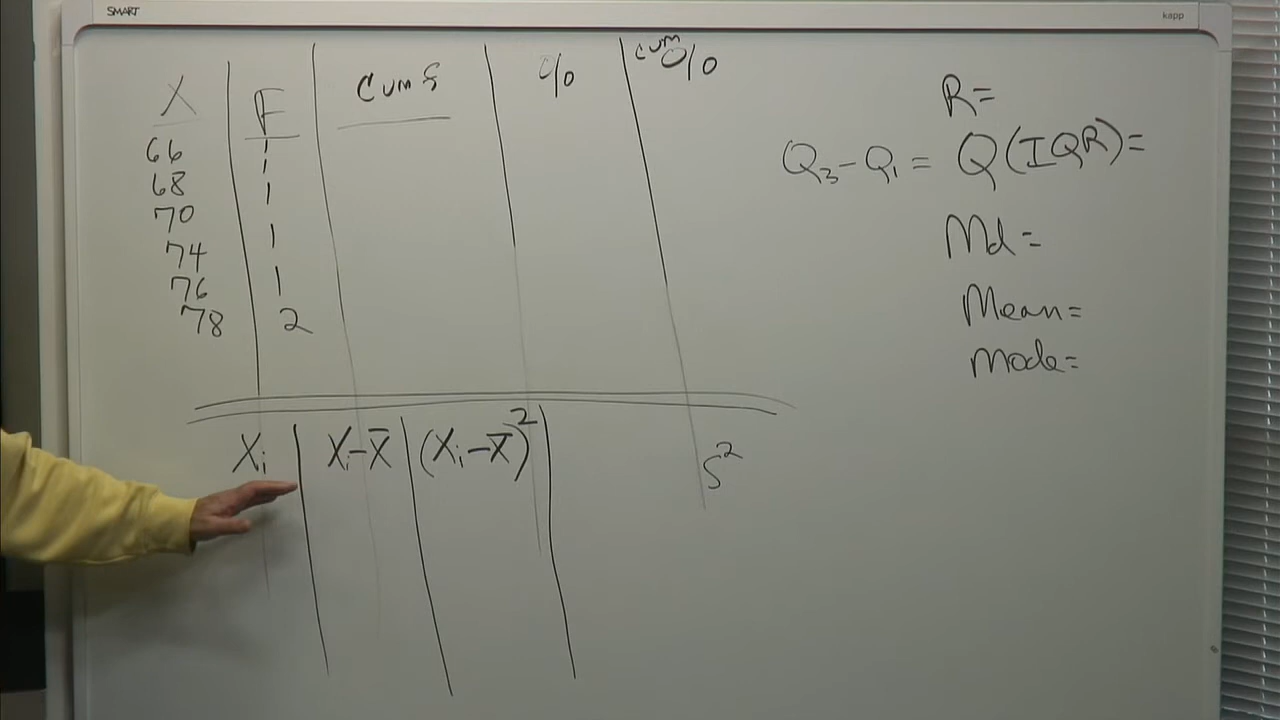 SMART
kapp
X F Cum f % cum %
66 1
68 1
70 1
74 1
76 1
78 2
R=
Q₃-Q₁= Q(IQR)=
Md=
Mean=
Mode=
Xᵢ Xᵢ-X̄ (Xᵢ-X̄)² S²